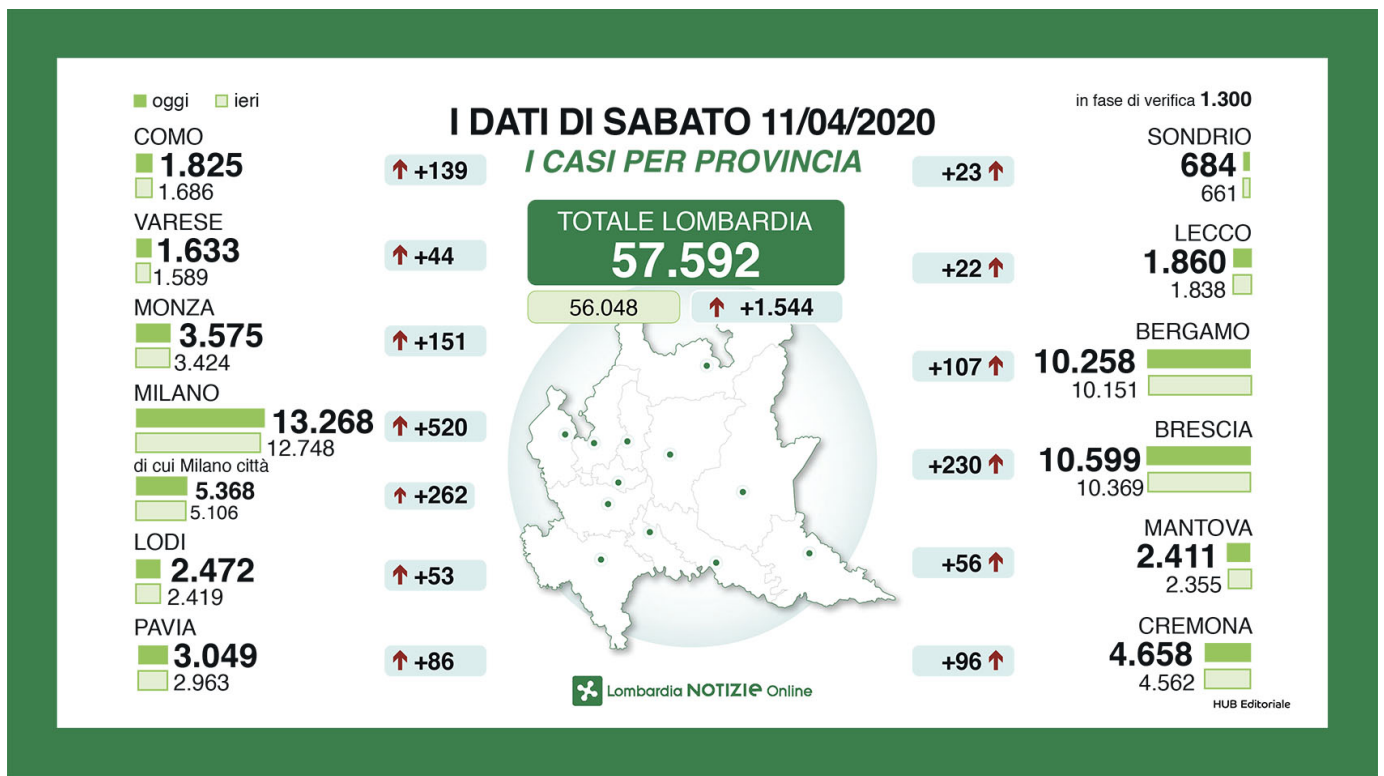 oggi ieri
in fase di verifica 1.300
I DATI DI SABATO 11/04/2020
I CASI PER PROVINCIA
TOTALE LOMBARDIA
57.592
56.048 +1.544
COMO
1.825 +139
1.686
VARESE
1.633 +44
1.589
MONZA
3.575 +151
3.424
MILANO
13.268 +520
12.748
di cui Milano città
5.368 +262
5.106
LODI
2.472 +53
2.419
PAVIA
3.049 +86
2.963
SONDRIO
+23 684
661
LECCO
+22 1.860
1.838
BERGAMO
+107 10.258
10.151
BRESCIA
+230 10.599
10.369
MANTOVA
+56 2.411
2.355
CREMONA
+96 4.658
4.562
Lombardia NOTIZIE Online
HUB Editoriale